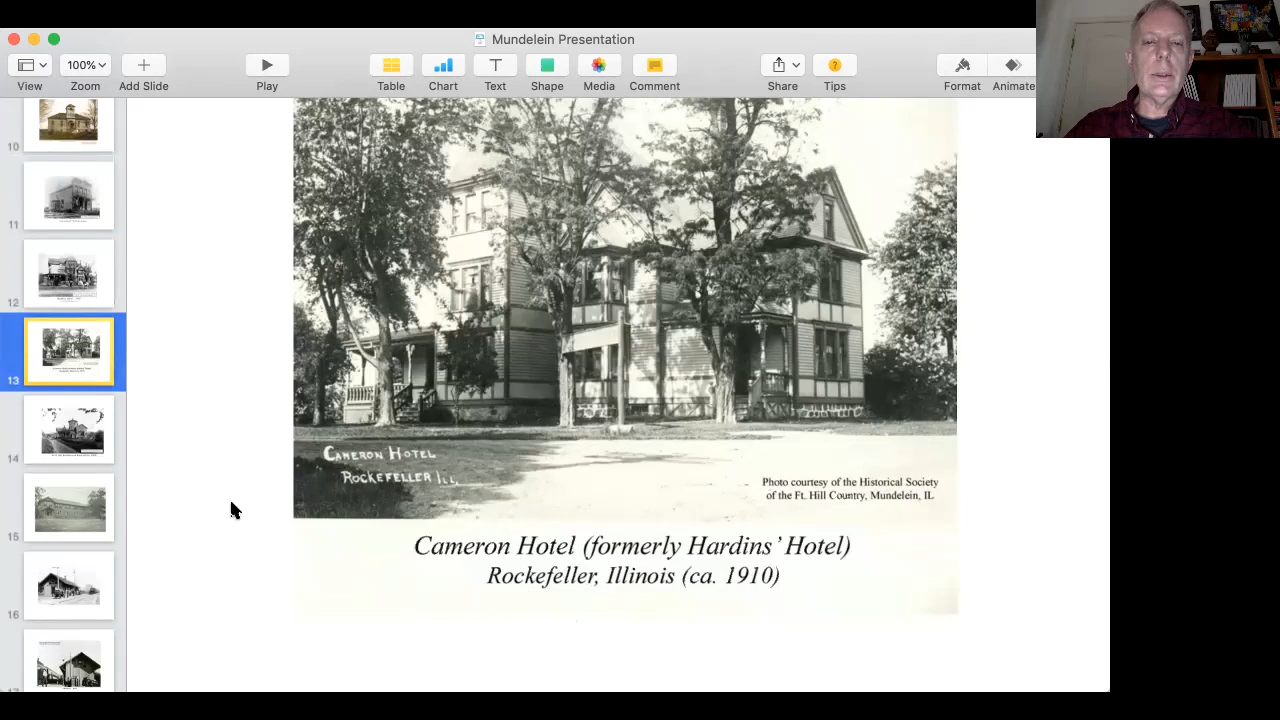 Mundelein Presentation
100%
View
Zoom
Add Slide
Play
Table
Chart
Text
Shape
Media
Comment
Share
Tips
Format
Animate
10
11
12
13
14
15
16
CAMERON HOTEL
ROCKEFELLER ILL.
Photo courtesy of the Historical Society
of the Ft. Hill Country, Mundelein, IL
Cameron Hotel (formerly Hardins’ Hotel)
Rockefeller, Illinois (ca. 1910)